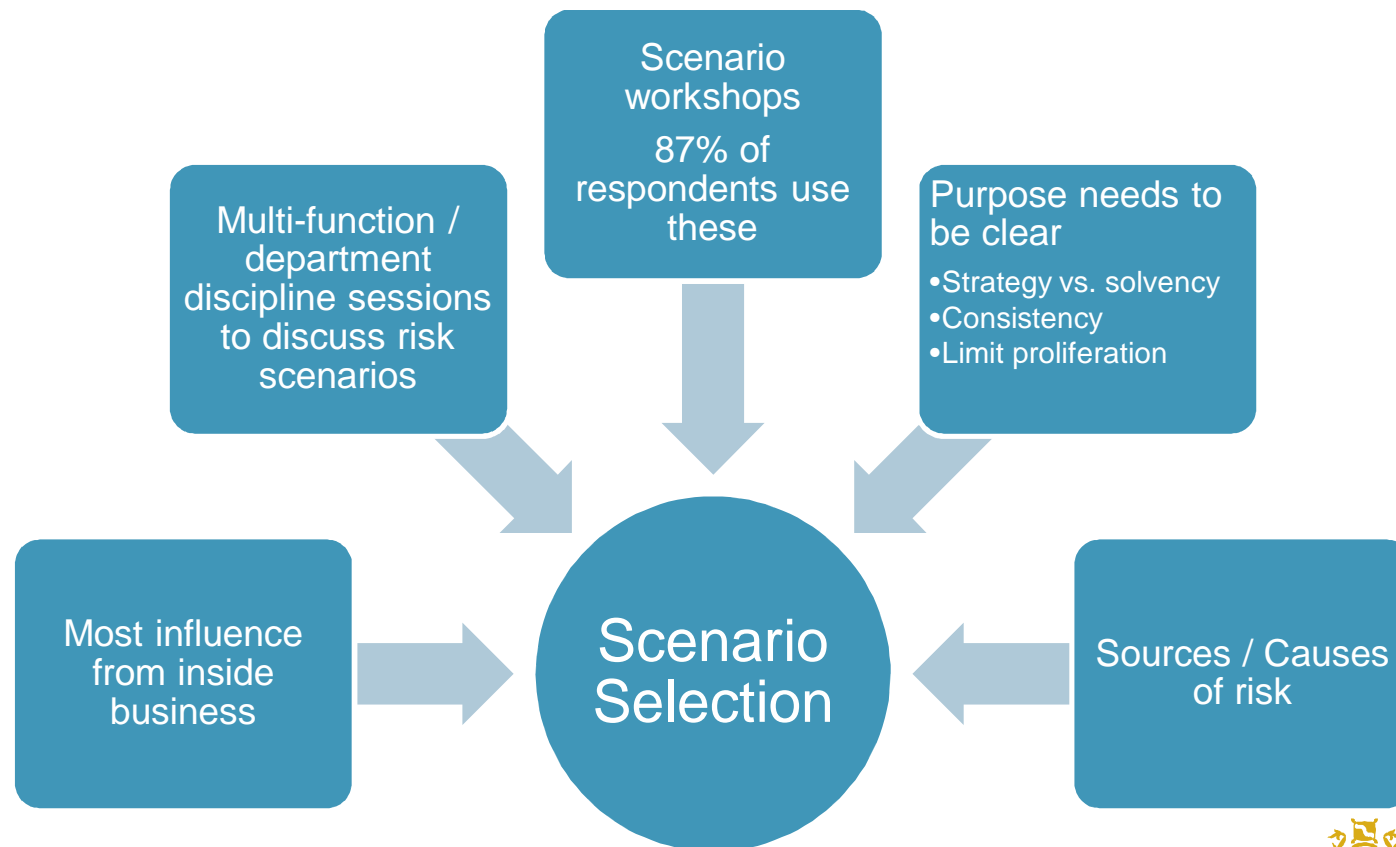 Scenario
workshops
87% of
respondents use
these
Multi-function /
department
discipline sessions
to discuss risk
scenarios
Purpose needs to
be clear
•Strategy vs. solvency
•Consistency
•Limit proliferation
Most influence
from inside
business
Scenario
Selection
Sources / Causes
of risk